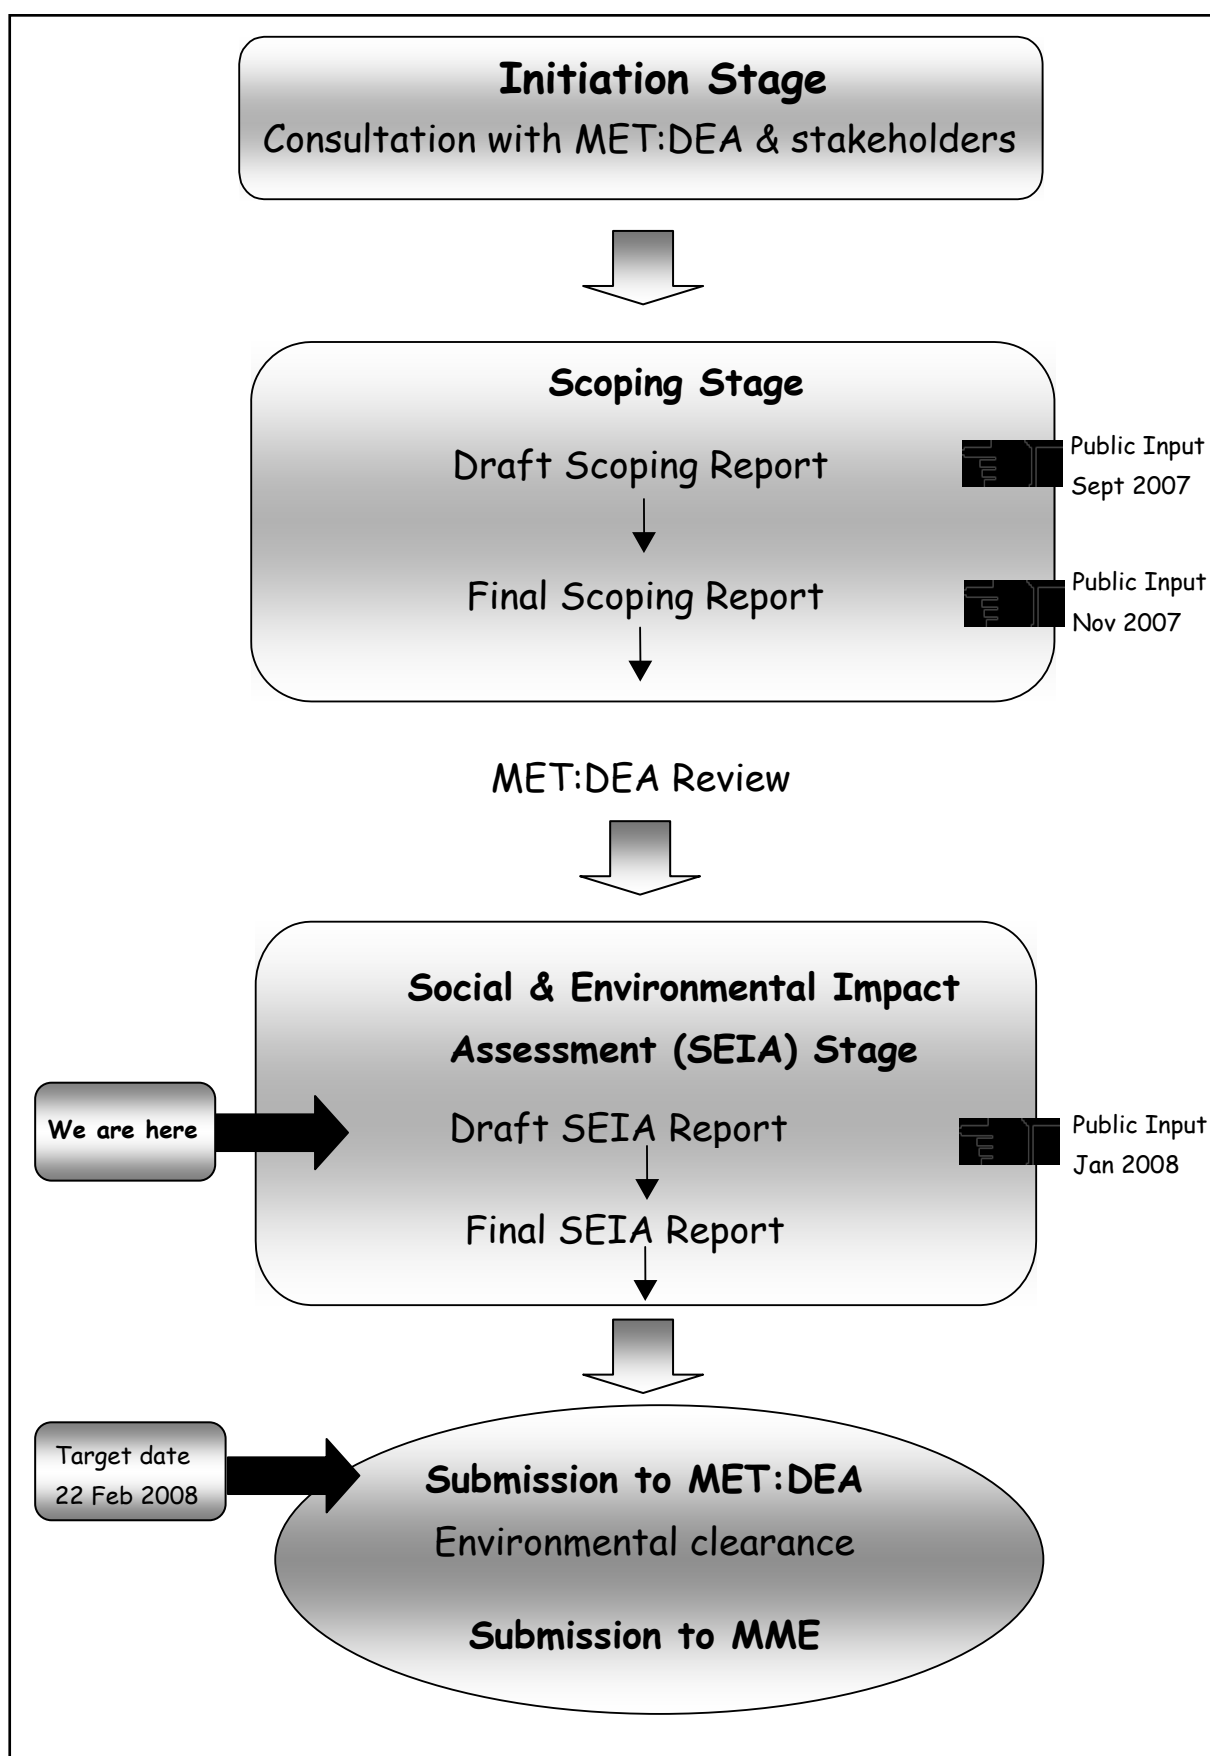 Initiation Stage
Consultation with MET:DEA & stakeholders
Scoping Stage
Draft Scoping Report
Public Input
Sept 2007
Final Scoping Report
Public Input
Nov 2007
MET:DEA Review
Social & Environmental Impact
Assessment (SEIA) Stage
We are here
Draft SEIA Report
Public Input
Jan 2008
Final SEIA Report
Target date
22 Feb 2008
Submission to MET:DEA
Environmental clearance
Submission to MME